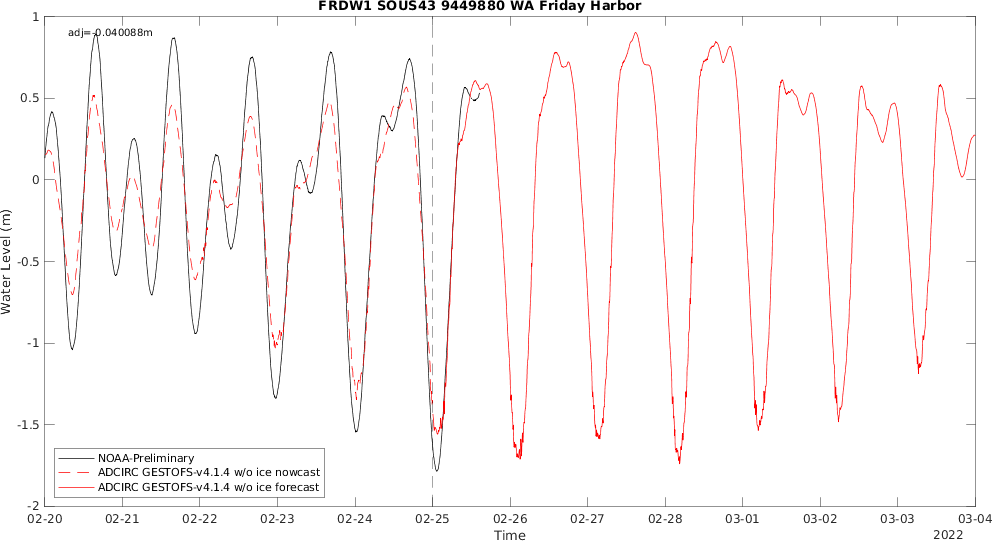 FRDW1 SOUS43 9449880 WA Friday Harbor
adj=-0.040088m
1
0.5
0
-0.5
-1
-1.5
-2
Water Level (m)
NOAA-Preliminary
ADCIRC GESTOFS-v4.1.4 w/o ice nowcast
ADCIRC GESTOFS-v4.1.4 w/o ice forecast
02-20 02-21 02-22 02-23 02-24 02-25 02-26 02-27 02-28 03-01 03-02 03-03 03-04
Time
2022